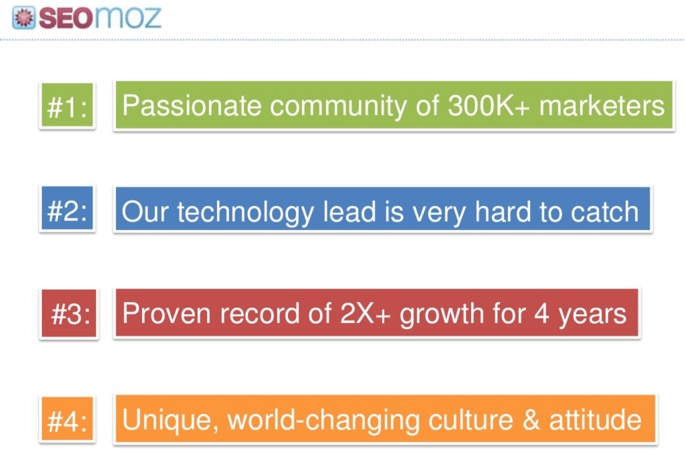 SEOmoz
#1: Passionate community of 300K+ marketers
#2: Our technology lead is very hard to catch
#3: Proven record of 2X+ growth for 4 years
#4: Unique, world-changing culture & attitude